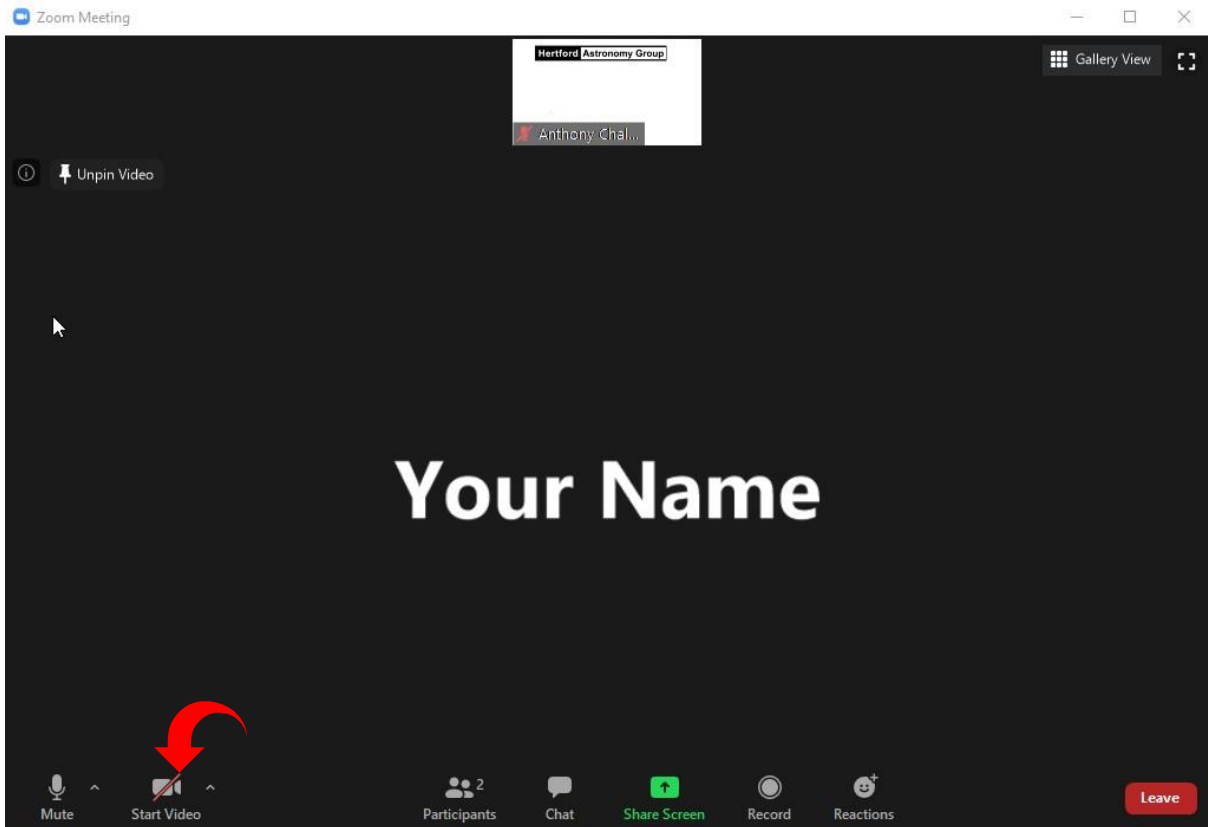 Zoom Meeting
Hertford Astronomy Group
Gallery View
Anthony Chal...
Unpin Video
Your Name
2
Mute
Start Video
Participants
Chat
Share Screen
Record
Reactions
Leave